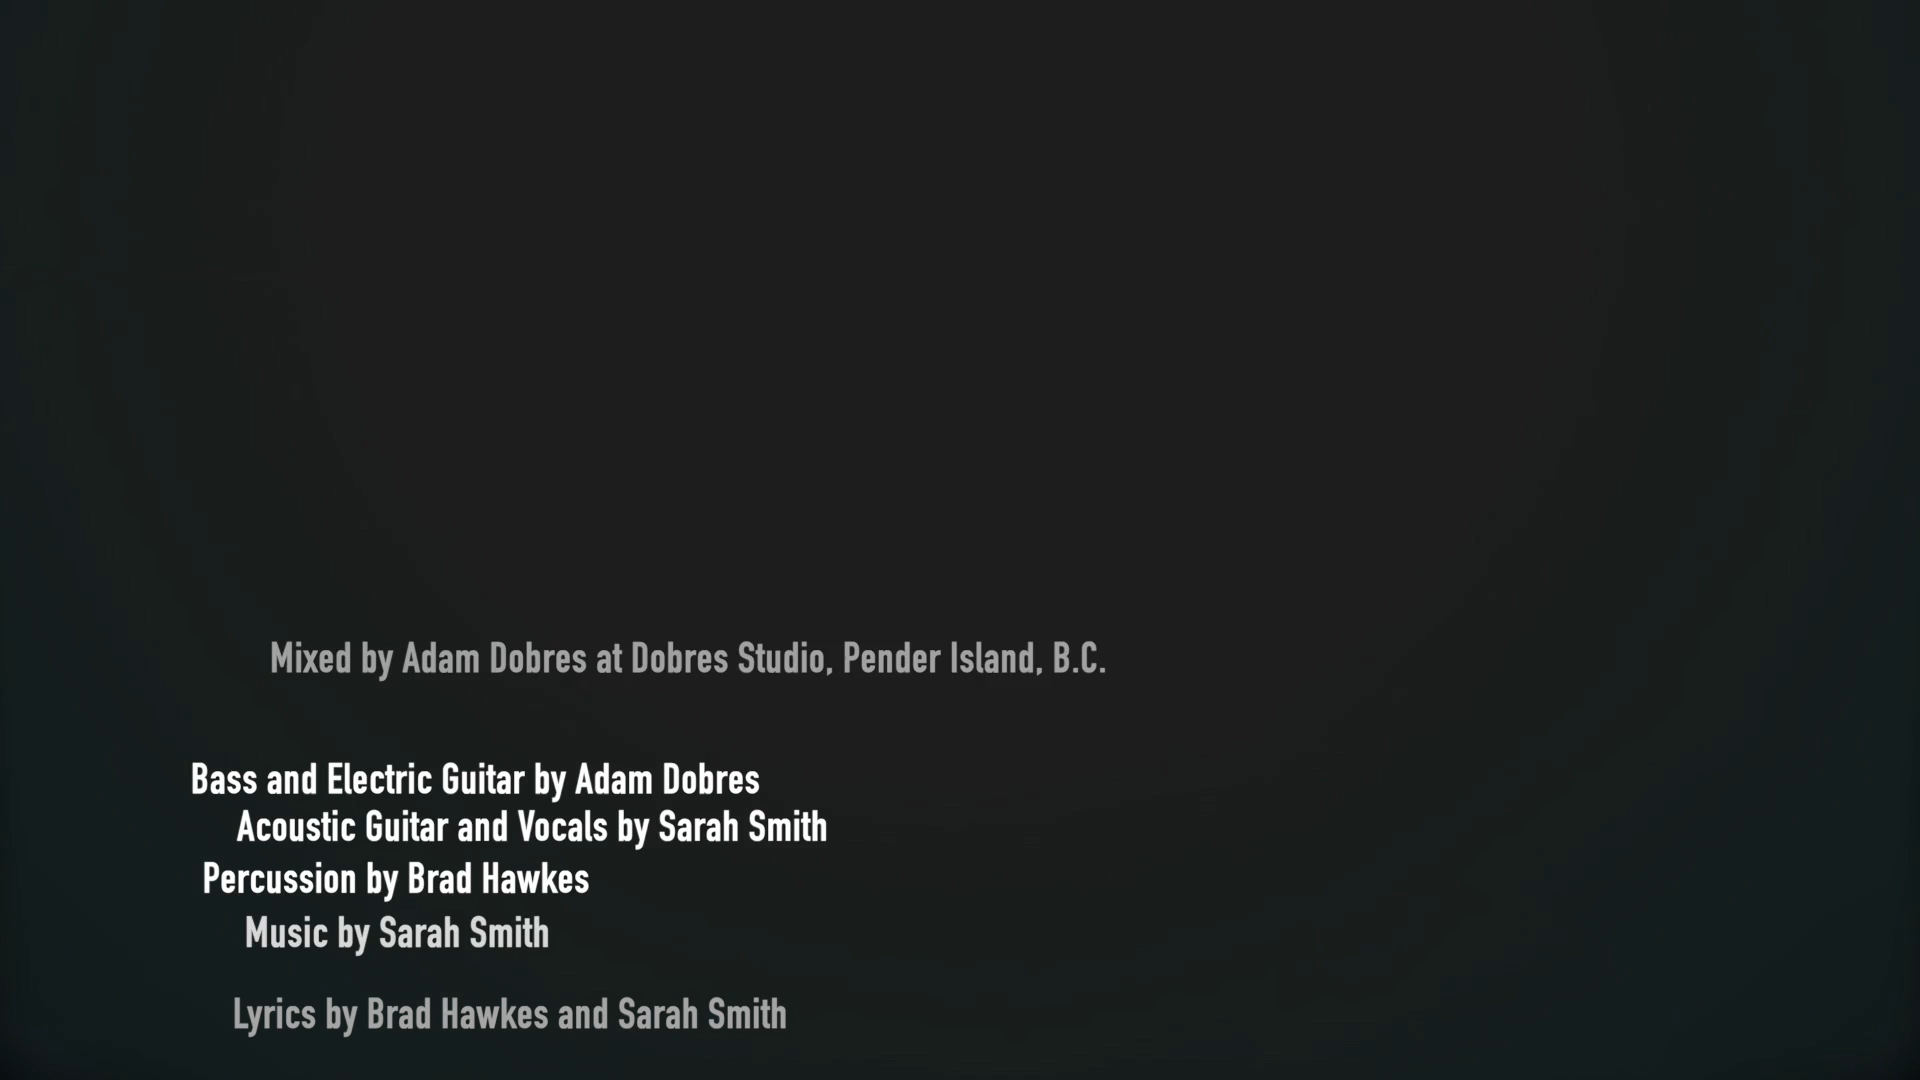 Mixed by Adam Dobres at Dobres Studio, Pender Island, B.C.
Bass and Electric Guitar by Adam Dobres
Acoustic Guitar and Vocals by Sarah Smith
Percussion by Brad Hawkes
Music by Sarah Smith
Lyrics by Brad Hawkes and Sarah Smith